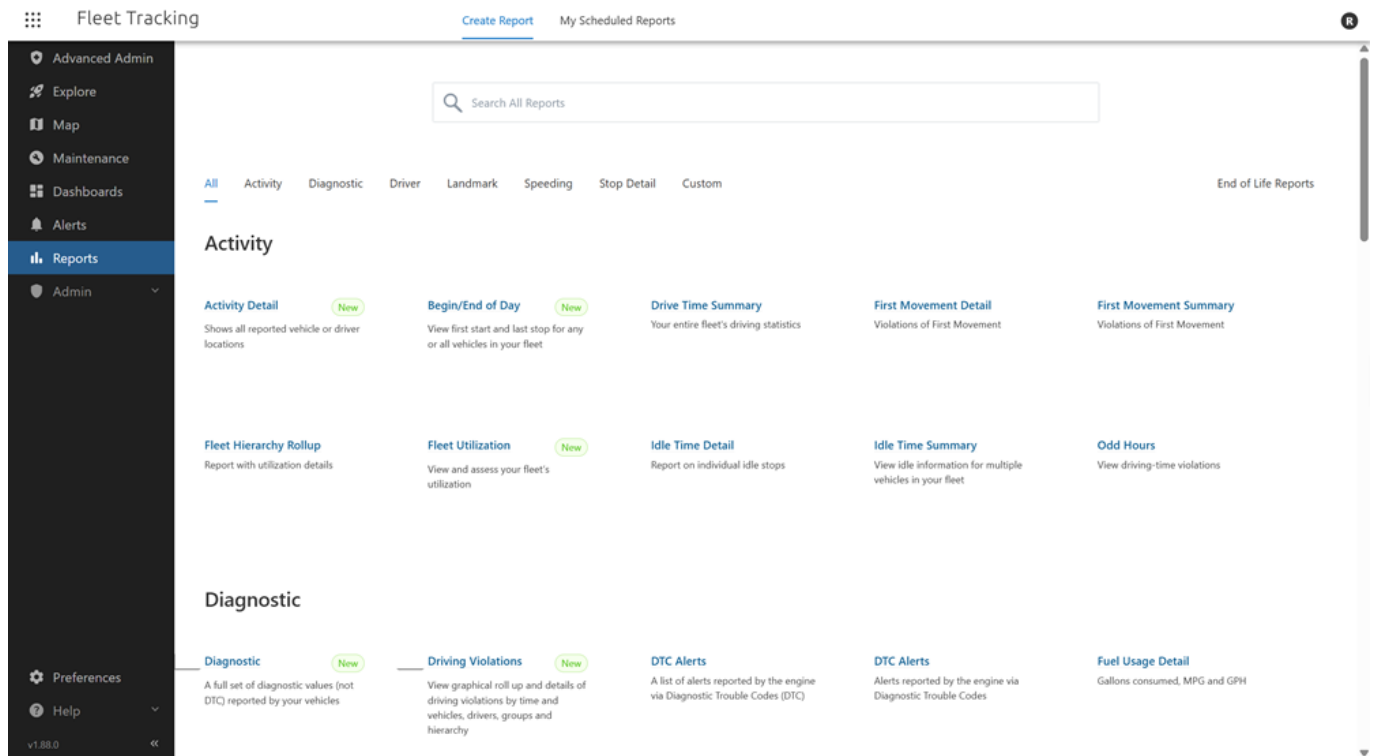 Fleet Tracking
Create Report
My Scheduled Reports
R
Advanced Admin
Explore
Map
Maintenance
Dashboards
Alerts
Reports
Admin
Preferences
Help
v1.88.0
Search All Reports
All
Activity
Diagnostic
Driver
Landmark
Speeding
Stop Detail
Custom
End of Life Reports
Activity
Activity Detail
New
Shows all reported vehicle or driver
locations
Begin/End of Day
New
View first start and last stop for any
or all vehicles in your fleet
Drive Time Summary
Your entire fleet's driving statistics
First Movement Detail
Violations of First Movement
First Movement Summary
Violations of First Movement
Fleet Hierarchy Rollup
Report with utilization details
Fleet Utilization
New
View and assess your fleet's
utilization
Idle Time Detail
Report on individual idle stops
Idle Time Summary
View idle information for multiple
vehicles in your fleet
Odd Hours
View driving-time violations
Diagnostic
Diagnostic
New
A full set of diagnostic values (not
DTC) reported by your vehicles
Driving Violations
New
View graphical roll up and details of
driving violations by time and
vehicles, drivers, groups and
hierarchy
DTC Alerts
A list of alerts reported by the engine
via Diagnostic Trouble Codes (DTC)
DTC Alerts
Alerts reported by the engine via
Diagnostic Trouble Codes
Fuel Usage Detail
Gallons consumed, MPG and GPH